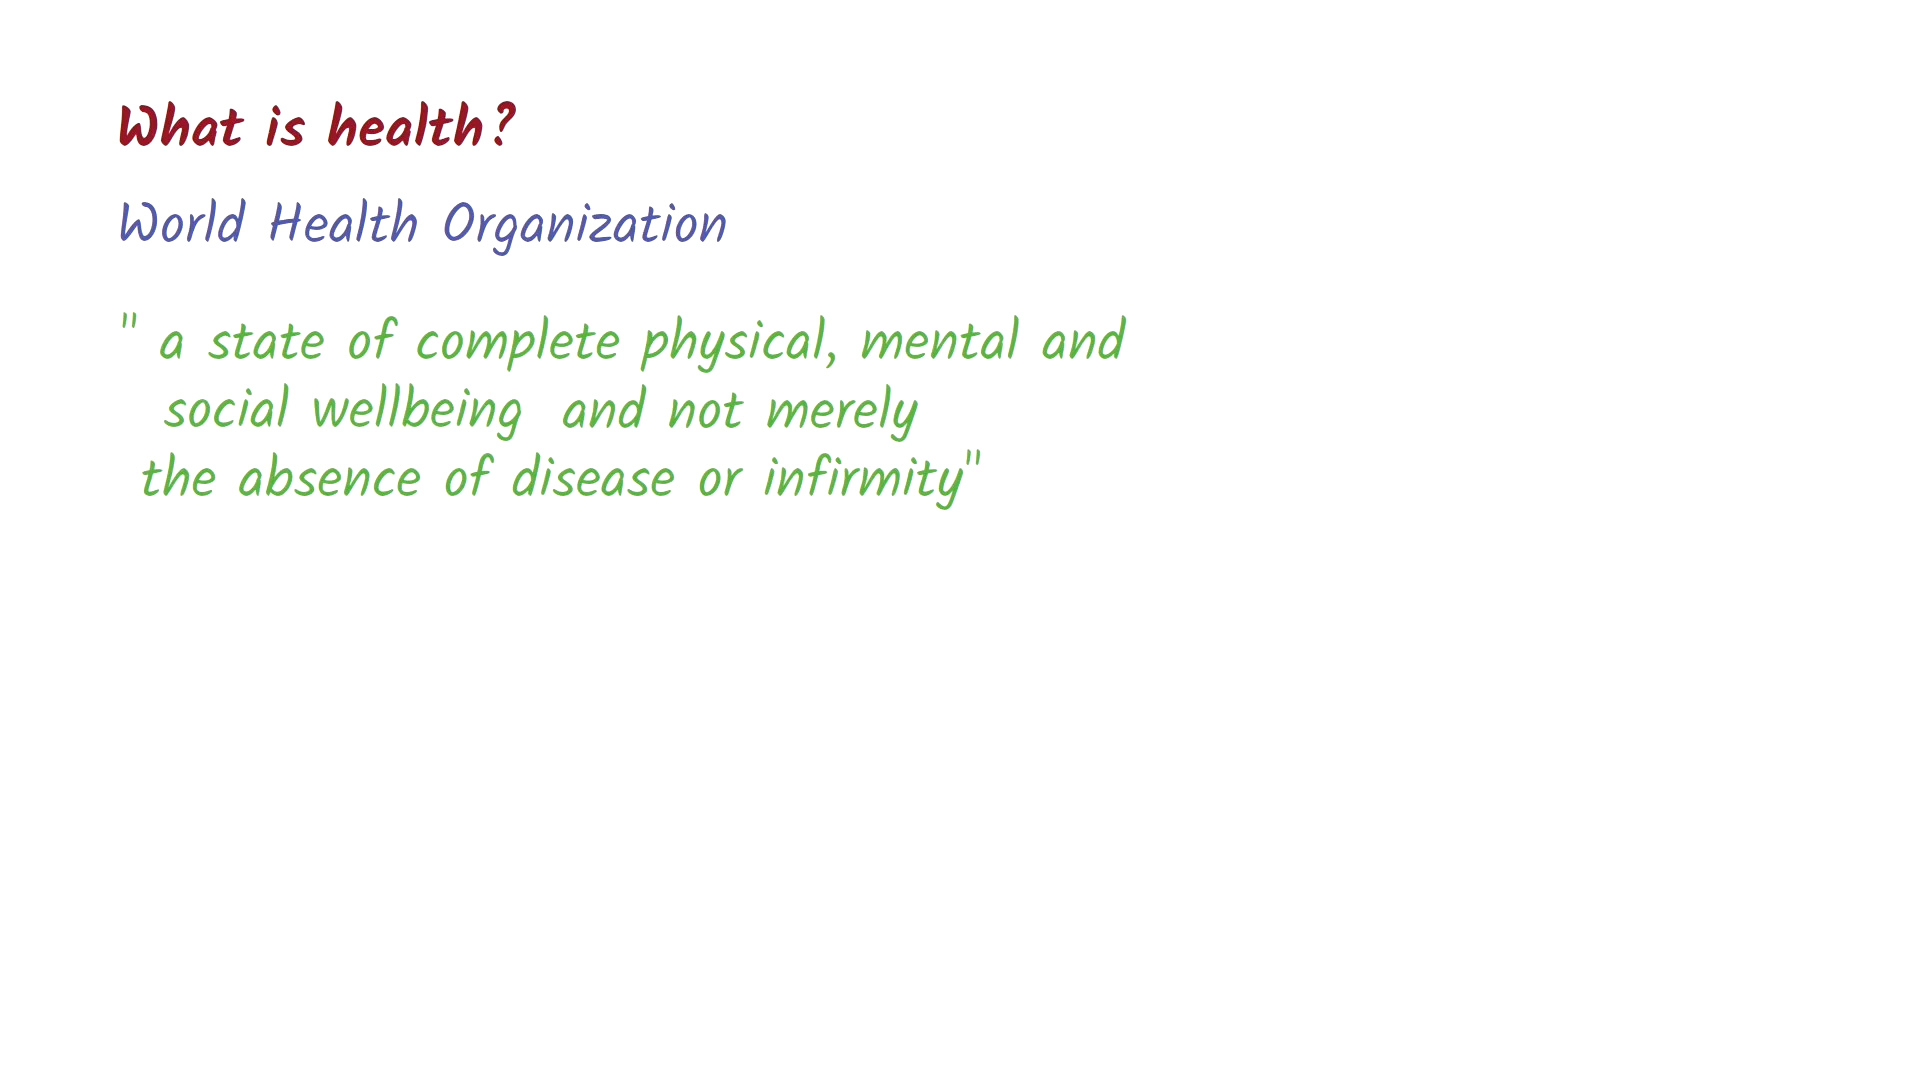 What is health?
World Health Organization
" a state of complete physical, mental and
social wellbeing and not merely
the absence of disease or infirmity"